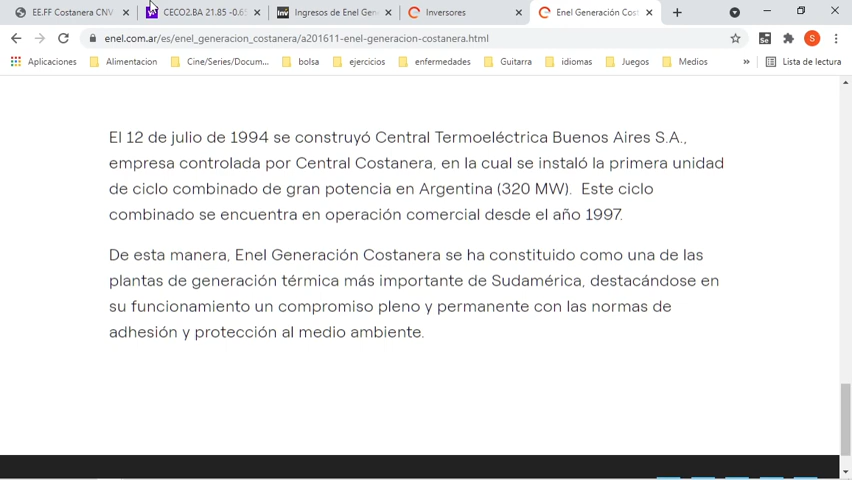 EE.FF Costanera CNV
CECO2.BA 21.85 -0.6
Ingresos de Enel Gen
Inversores
Enel Generación Cost
enel.com.ar/es/enel_generacion_costanera/a201611-enel-generacion-costanera.html
Se
S
Aplicaciones
Alimentacion
Cine/Series/Docum...
bolsa
ejercicios
enfermedades
Guitarra
idiomas
Juegos
Medios
»
Lista de lectura
El 12 de julio de 1994 se construyó Central Termoeléctrica Buenos Aires S.A.,
empresa controlada por Central Costanera, en la cual se instaló la primera unidad
de ciclo combinado de gran potencia en Argentina (320 MW).  Este ciclo
combinado se encuentra en operación comercial desde el año 1997.
De esta manera, Enel Generación Costanera se ha constituido como una de las
plantas de generación térmica más importante de Sudamérica, destacándose en
su funcionamiento un compromiso pleno y permanente con las normas de
adhesión y protección al medio ambiente.